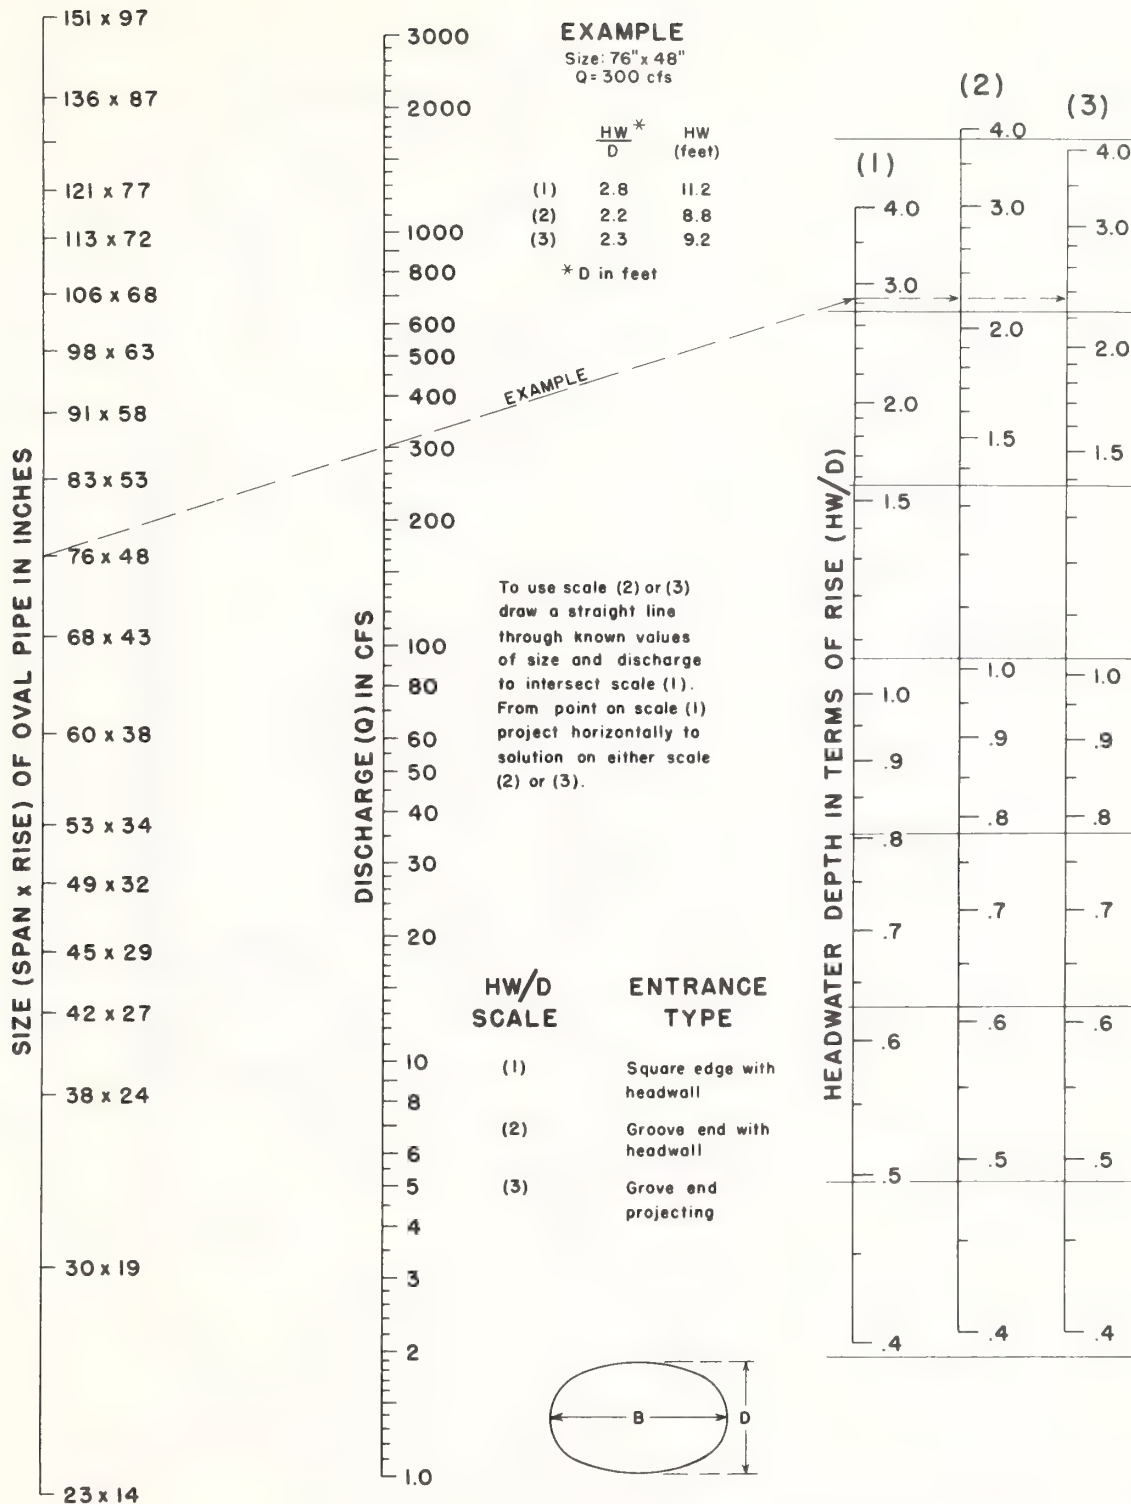 SIZE (SPAN x RISE) OF OVAL PIPE IN INCHES
151 x 97
136 x 87
121 x 77
113 x 72
106 x 68
98 x 63
91 x 58
83 x 53
76 x 48
68 x 43
60 x 38
53 x 34
49 x 32
45 x 29
42 x 27
38 x 24
30 x 19
23 x 14
DISCHARGE (Q) IN CFS
3000
2000
1000
800
600
500
400
300
200
100
80
60
50
40
30
20
10
8
6
5
4
3
2
1.0
EXAMPLE
EXAMPLE
Size: 76" x 48"
Q = 300 cfs
HW * HW
D (feet)
(1) 2.8 11.2
(2) 2.2 8.8
(3) 2.3 9.2
* D in feet
To use scale (2) or (3)
draw a straight line
through known values
of size and discharge
to intersect scale (1).
From point on scale (1)
project horizontally to
solution on either scale
(2) or (3).
HW/D ENTRANCE
SCALE TYPE
(1) Square edge with
headwall
(2) Groove end with
headwall
(3) Grove end
projecting
B
D
HEADWATER DEPTH IN TERMS OF RISE (HW/D)
(1)
4.0
3.0
2.0
1.5
1.0
.9
.8
.7
.6
.5
.4
(2)
4.0
3.0
2.0
1.5
1.0
.9
.8
.7
.6
.5
.4
(3)
4.0
3.0
2.0
1.5
1.0
.9
.8
.7
.6
.5
.4